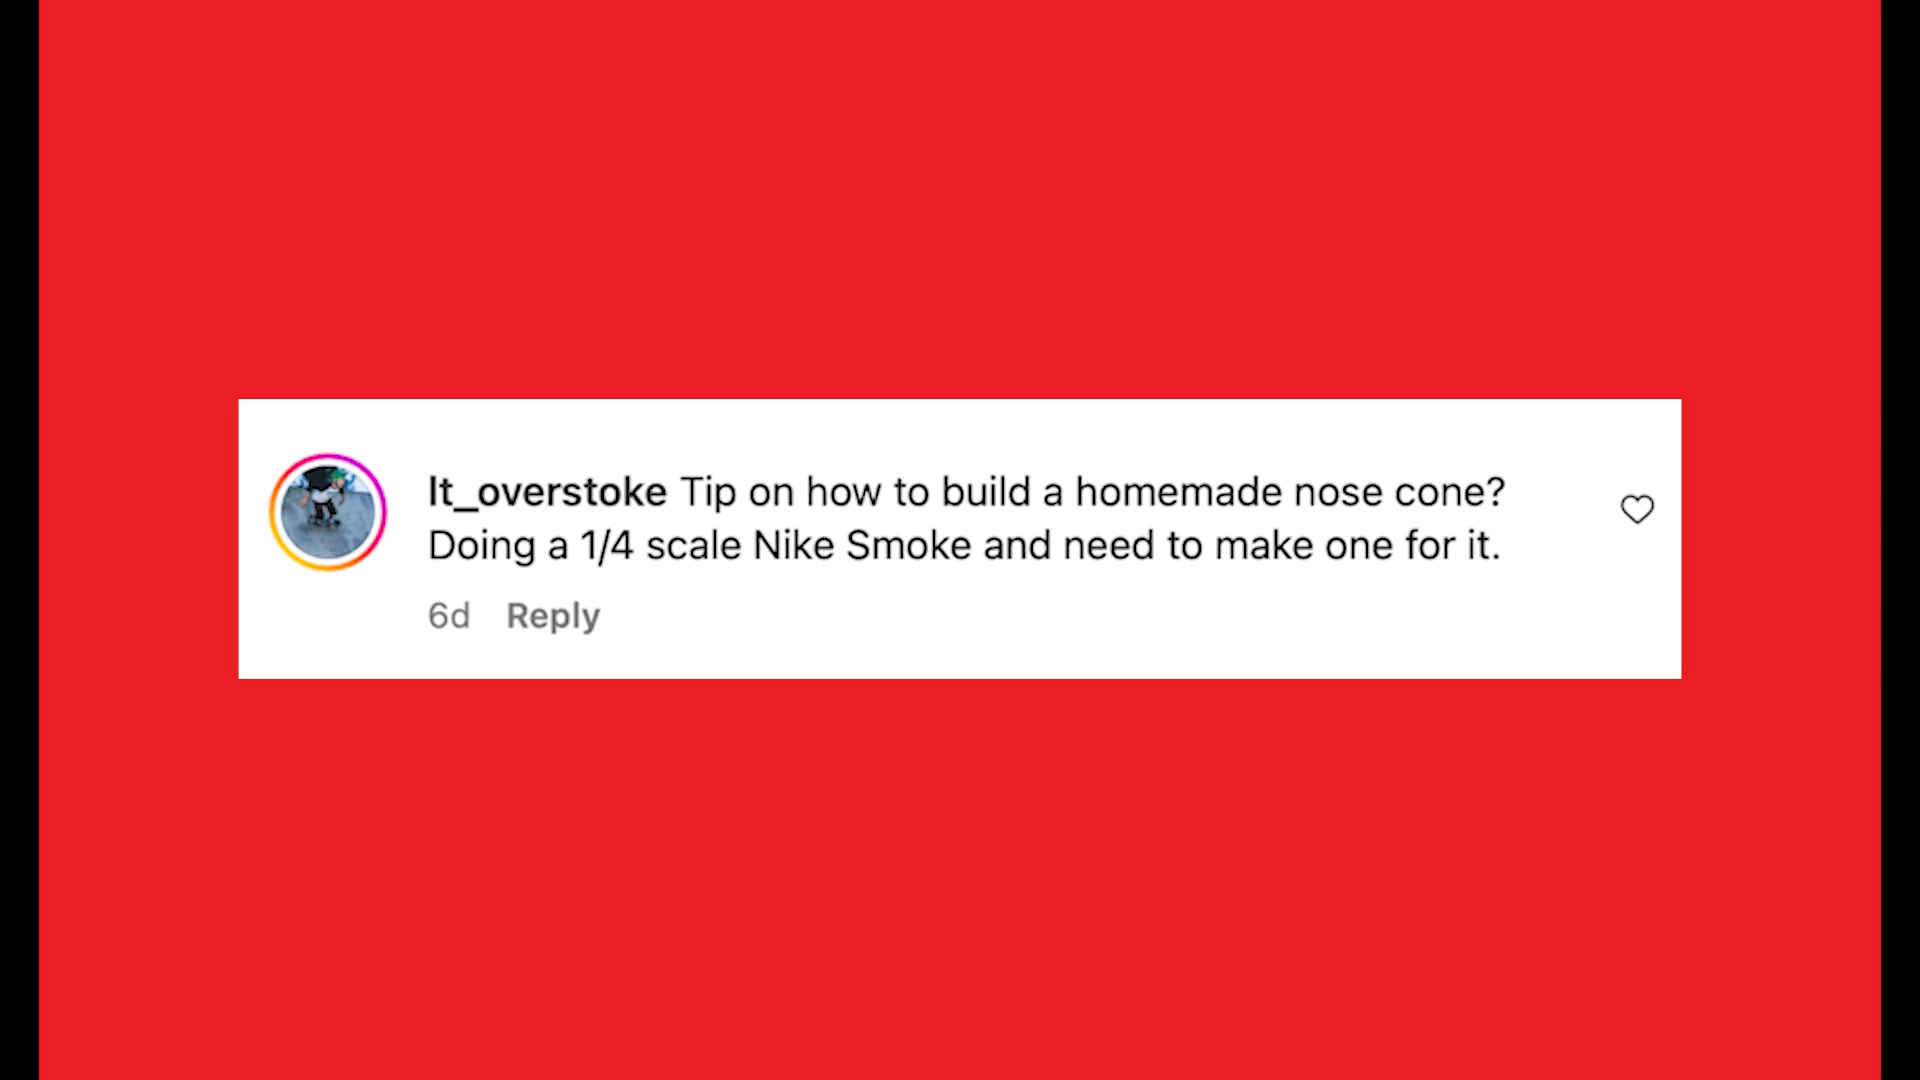 lt_overstoke Tip on how to build a homemade nose cone?
Doing a 1/4 scale Nike Smoke and need to make one for it.
6d Reply